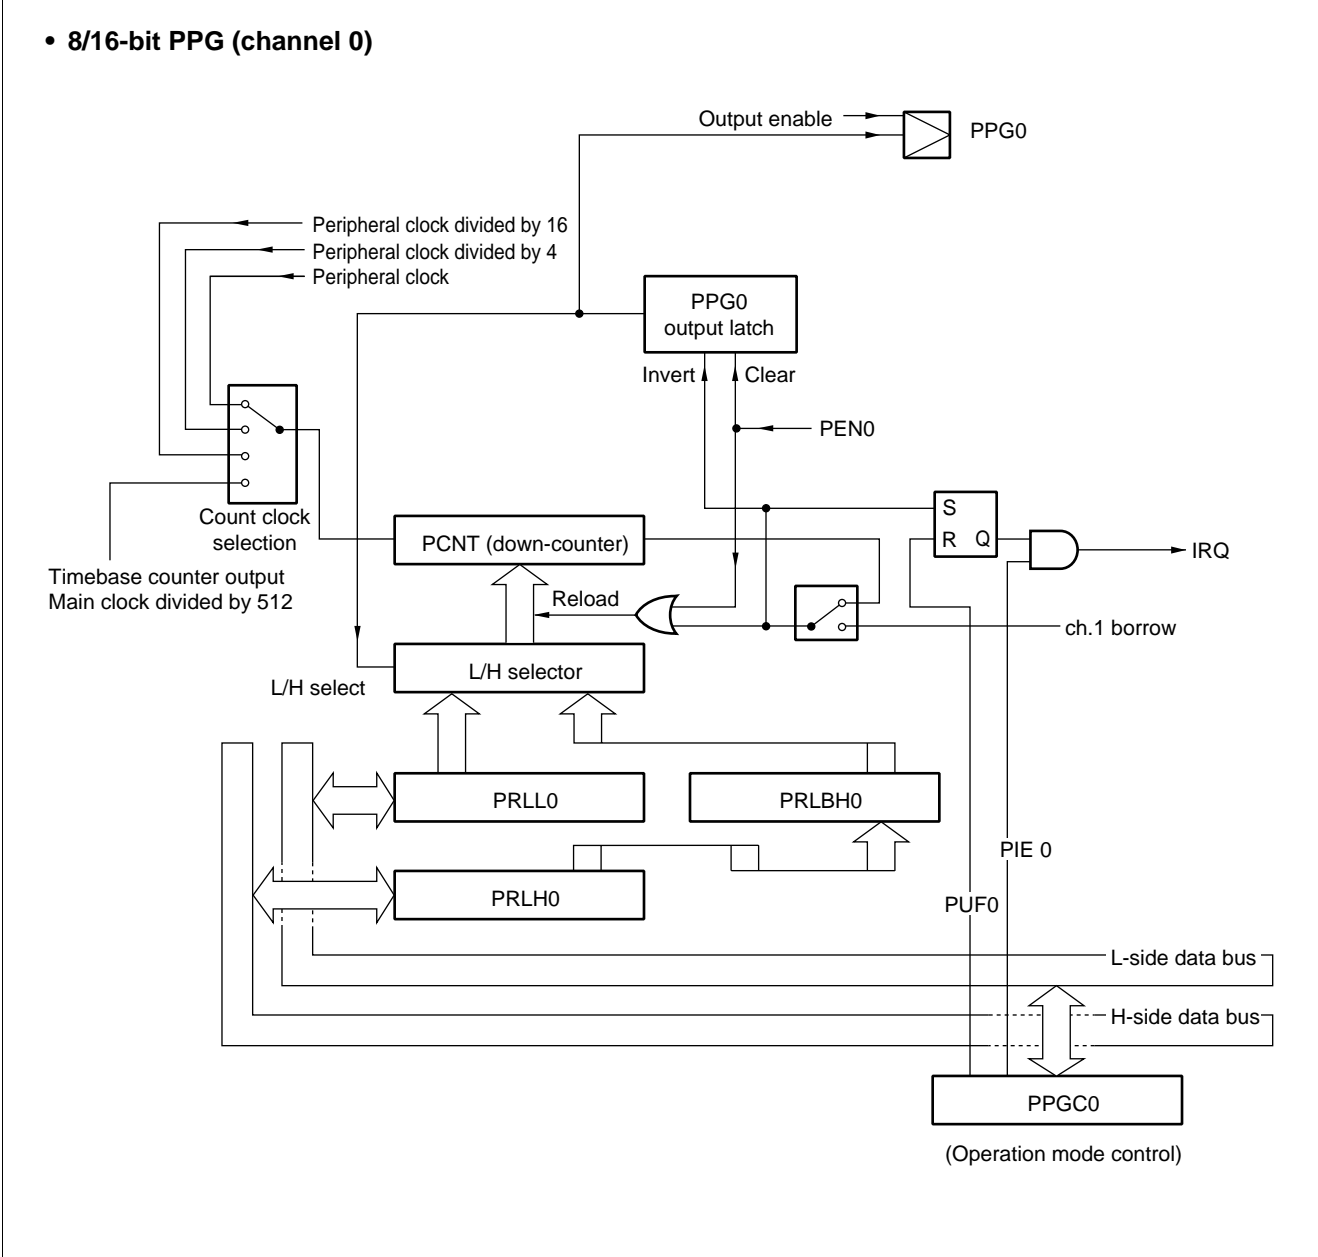 • 8/16-bit PPG (channel 0)
Output enable
PPG0
Peripheral clock divided by 16
Peripheral clock divided by 4
Peripheral clock
PPG0
output latch
Invert
Clear
PEN0
Count clock
selection
S
R Q
PCNT (down-counter)
IRQ
Timebase counter output
Main clock divided by 512
Reload
ch.1 borrow
L/H selector
L/H select
PRLL0
PRLBH0
PIE 0
PRLH0
PUF0
L-side data bus
H-side data bus
PPGC0
(Operation mode control)